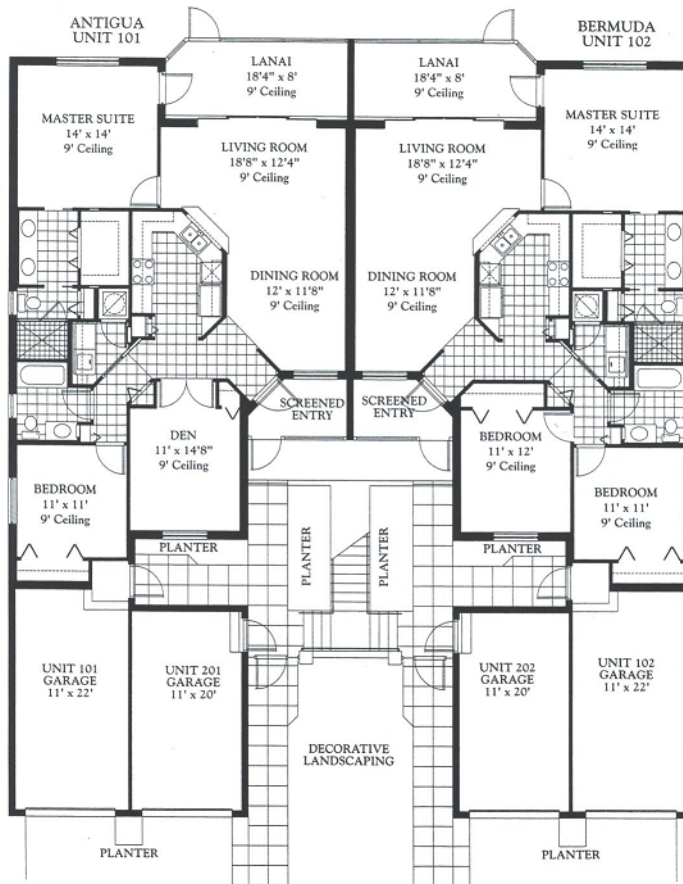 ANTIGUA
UNIT 101
BERMUDA
UNIT 102
LANAI
18'4" x 8'
9' Ceiling
LANAI
18'4" x 8'
9' Ceiling
MASTER SUITE
14' x 14'
9' Ceiling
MASTER SUITE
14' x 14'
9' Ceiling
LIVING ROOM
18'8" x 12'4"
9' Ceiling
LIVING ROOM
18'8" x 12'4"
9' Ceiling
DINING ROOM
12' x 11'8"
9' Ceiling
DINING ROOM
12' x 11'8"
9' Ceiling
SCREENED
ENTRY
SCREENED
ENTRY
DEN
11' x 14'8"
9' Ceiling
BEDROOM
11' x 12'
9' Ceiling
BEDROOM
11' x 11'
9' Ceiling
BEDROOM
11' x 11'
9' Ceiling
PLANTER
PLANTER
PLANTER
PLANTER
UNIT 101
GARAGE
11' x 22'
UNIT 201
GARAGE
11' x 20'
UNIT 202
GARAGE
11' x 20'
UNIT 102
GARAGE
11' x 22'
DECORATIVE
LANDSCAPING
PLANTER
PLANTER